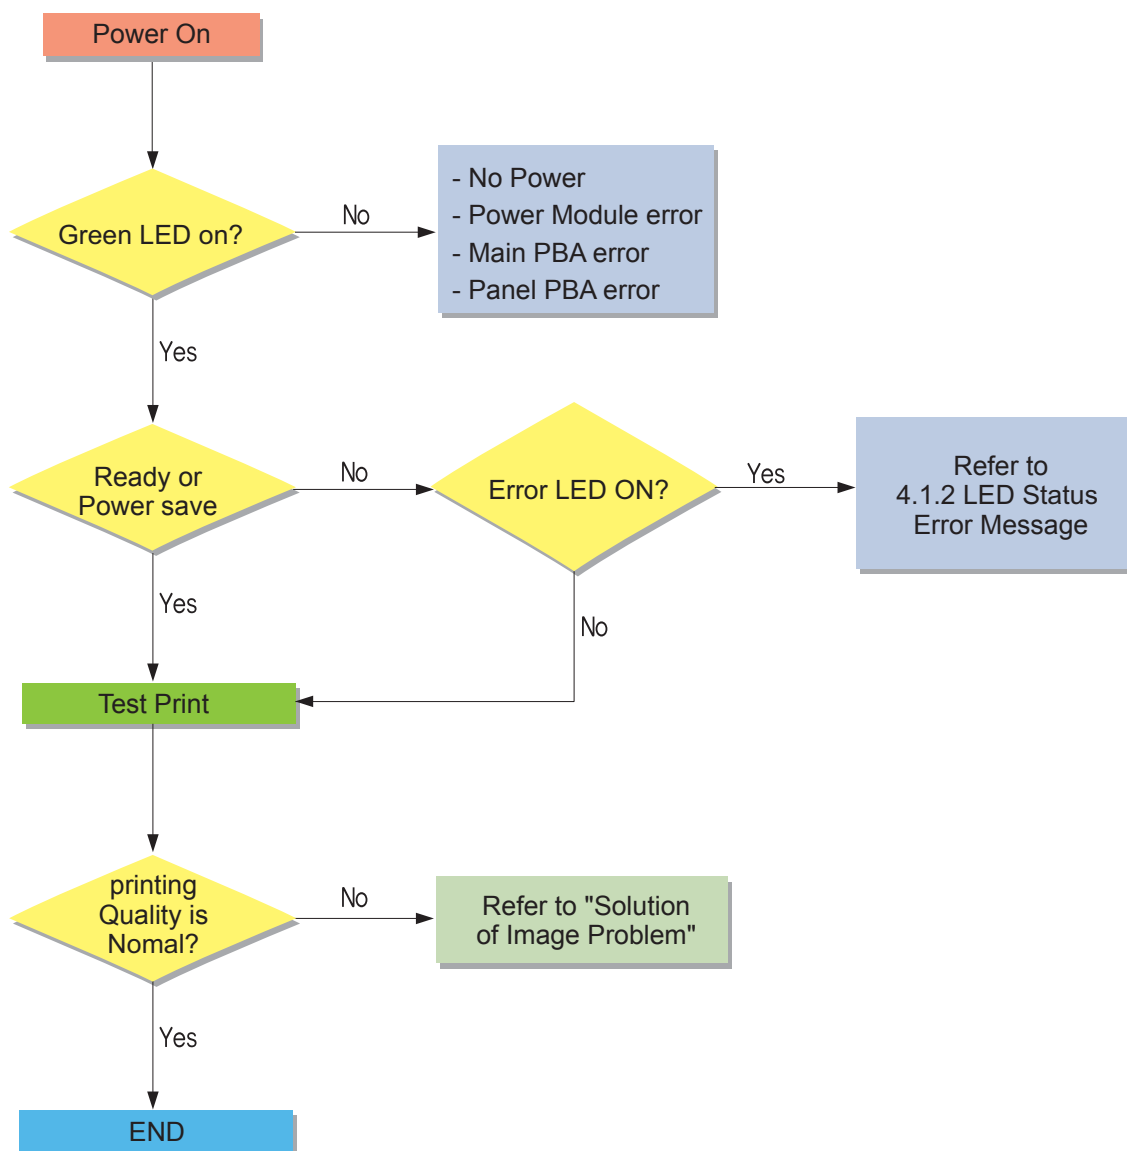 Power On
Green LED on?
No
- No Power
- Power Module error
- Main PBA error
- Panel PBA error
Yes
Ready or
Power save
No
Error LED ON?
Yes
Refer to
4.1.2 LED Status
Error Message
Yes
No
Test Print
printing
Quality is
Nomal?
No
Refer to "Solution
of Image Problem"
Yes
END